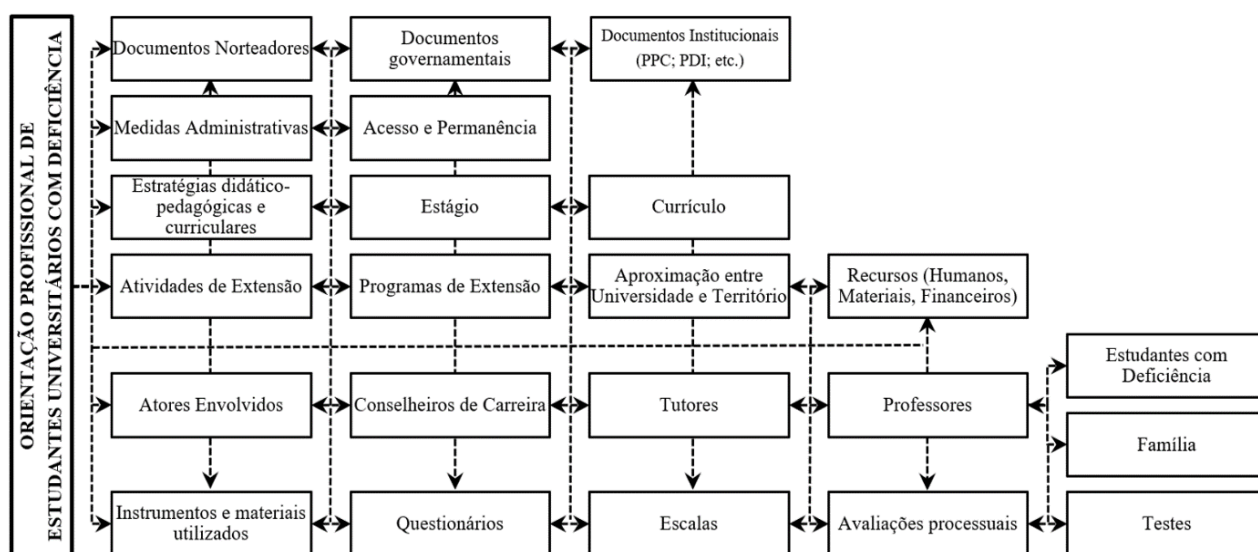 ORIENTAÇÃO PROFISSIONAL DE
ESTUDANTES UNIVERSITÁRIOS COM DEFICIÊNCIA
Documentos Norteadores
Documentos
governamentais
Documentos Institucionais
(PPC; PDI; etc.)
Medidas Administrativas
Acesso e Permanência
Estratégias didático-
pedagógicas e
curriculares
Estágio
Currículo
Atividades de Extensão
Programas de Extensão
Aproximação entre
Universidade e Território
Recursos (Humanos,
Materiais, Financeiros)
Atores Envolvidos
Conselheiros de Carreira
Tutores
Professores
Estudantes com
Deficiência
Família
Instrumentos e materiais
utilizados
Questionários
Escalas
Avaliações processuais
Testes